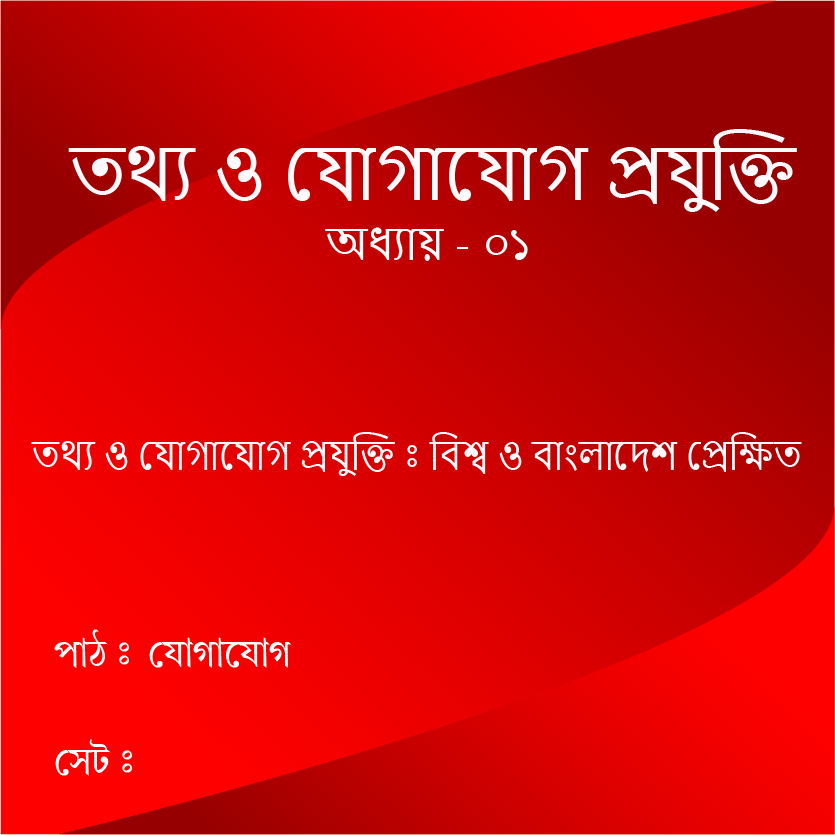 তথ্য ও যোগাযোগ প্রযুক্তি
অধ্যায় - ০১
তথ্য ও যোগাযোগ প্রযুক্তি ঃ বিশ্ব ও বাংলাদেশ প্রেক্ষিত
পাঠ ঃ যোগাযোগ
সেট ঃ